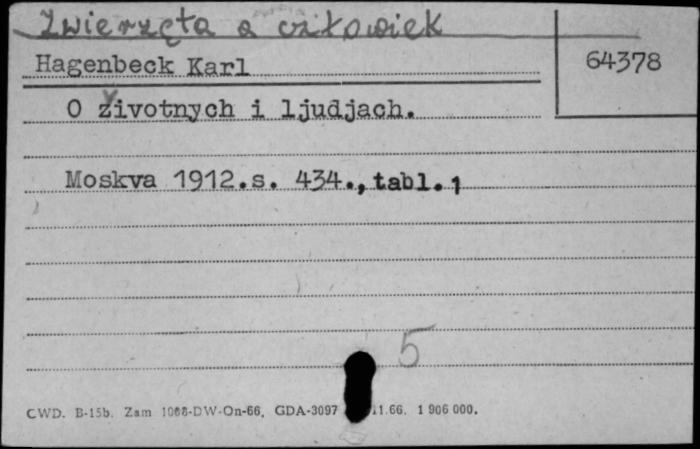 Zwierzęta a człowiek
Hagenbeck Karl
64378
O životnych i ljudjach.
Moskva 1912.s. 434., tabl. 1
5
CWD. B-15b. Zam 1068-DW-On-66, GDA-3097 11.66. 1 906 000.